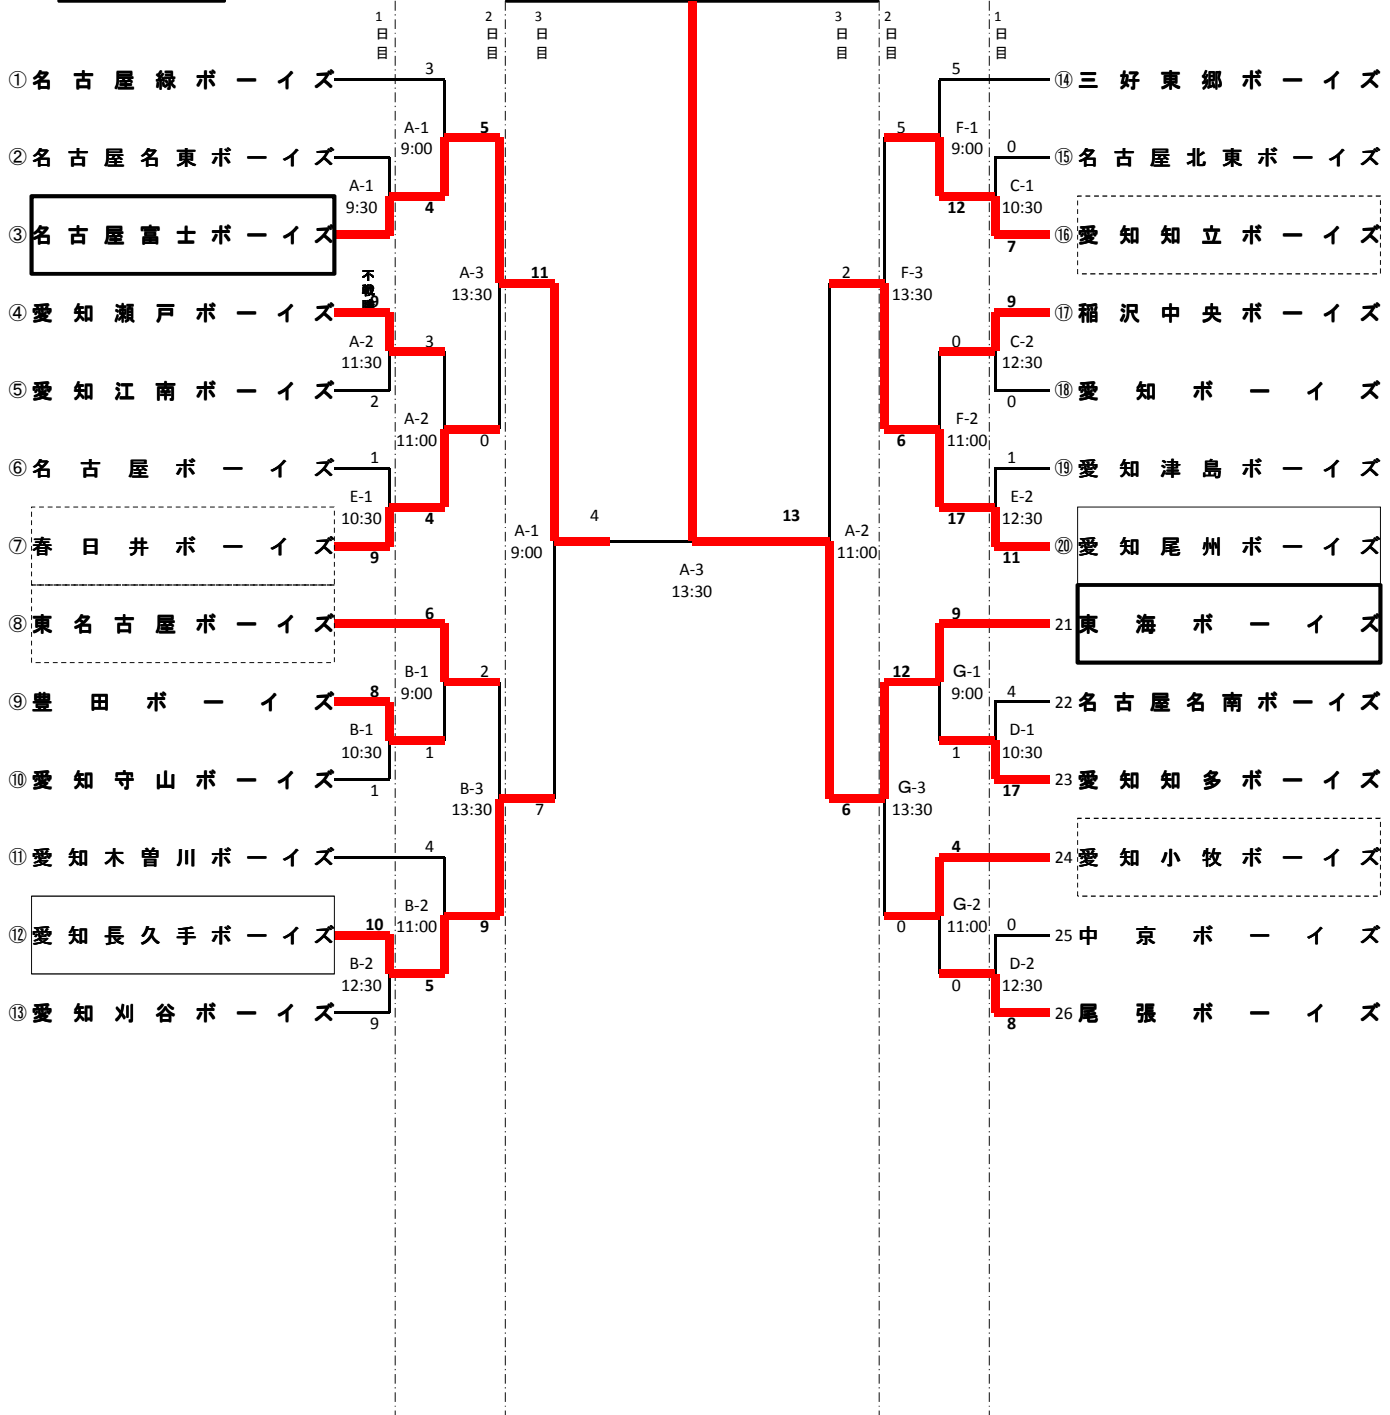 1日目
2日目
3日目
3日目
2日目
1日目
①名古屋緑ボーイズ
3
②名古屋名東ボーイズ
A-1
9:30
③名古屋富士ボーイズ
A-1
9:00
4
5
④愛知瀬戸ボーイズ
不戦
9
A-2
11:30
⑤愛知江南ボーイズ
2
3
A-3
13:30
11
⑥名古屋ボーイズ
1
E-1
10:30
⑦春日井ボーイズ
9
A-2
11:00
4
0
⑧東名古屋ボーイズ
6
⑨豊田ボーイズ
8
B-1
10:30
⑩愛知守山ボーイズ
1
B-1
9:00
1
2
⑪愛知木曽川ボーイズ
4
⑫愛知長久手ボーイズ
10
B-2
12:30
⑬愛知刈谷ボーイズ
9
B-2
11:00
5
9
B-3
13:30
7
A-1
9:00
4
A-3
13:30
13
A-2
11:00
⑭三好東郷ボーイズ
5
⑮名古屋北東ボーイズ
0
C-1
10:30
⑯愛知知立ボーイズ
7
F-1
9:00
12
5
⑰稲沢中央ボーイズ
9
C-2
12:30
⑱愛知ボーイズ
0
0
F-3
13:30
2
⑲愛知津島ボーイズ
1
E-2
12:30
⑳愛知尾州ボーイズ
11
F-2
11:00
17
6
21東海ボーイズ
9
22名古屋名南ボーイズ
4
D-1
10:30
23愛知知多ボーイズ
17
G-1
9:00
1
12
24愛知小牧ボーイズ
4
25中京ボーイズ
0
D-2
12:30
26尾張ボーイズ
8
G-2
11:00
0
0
G-3
13:30
6